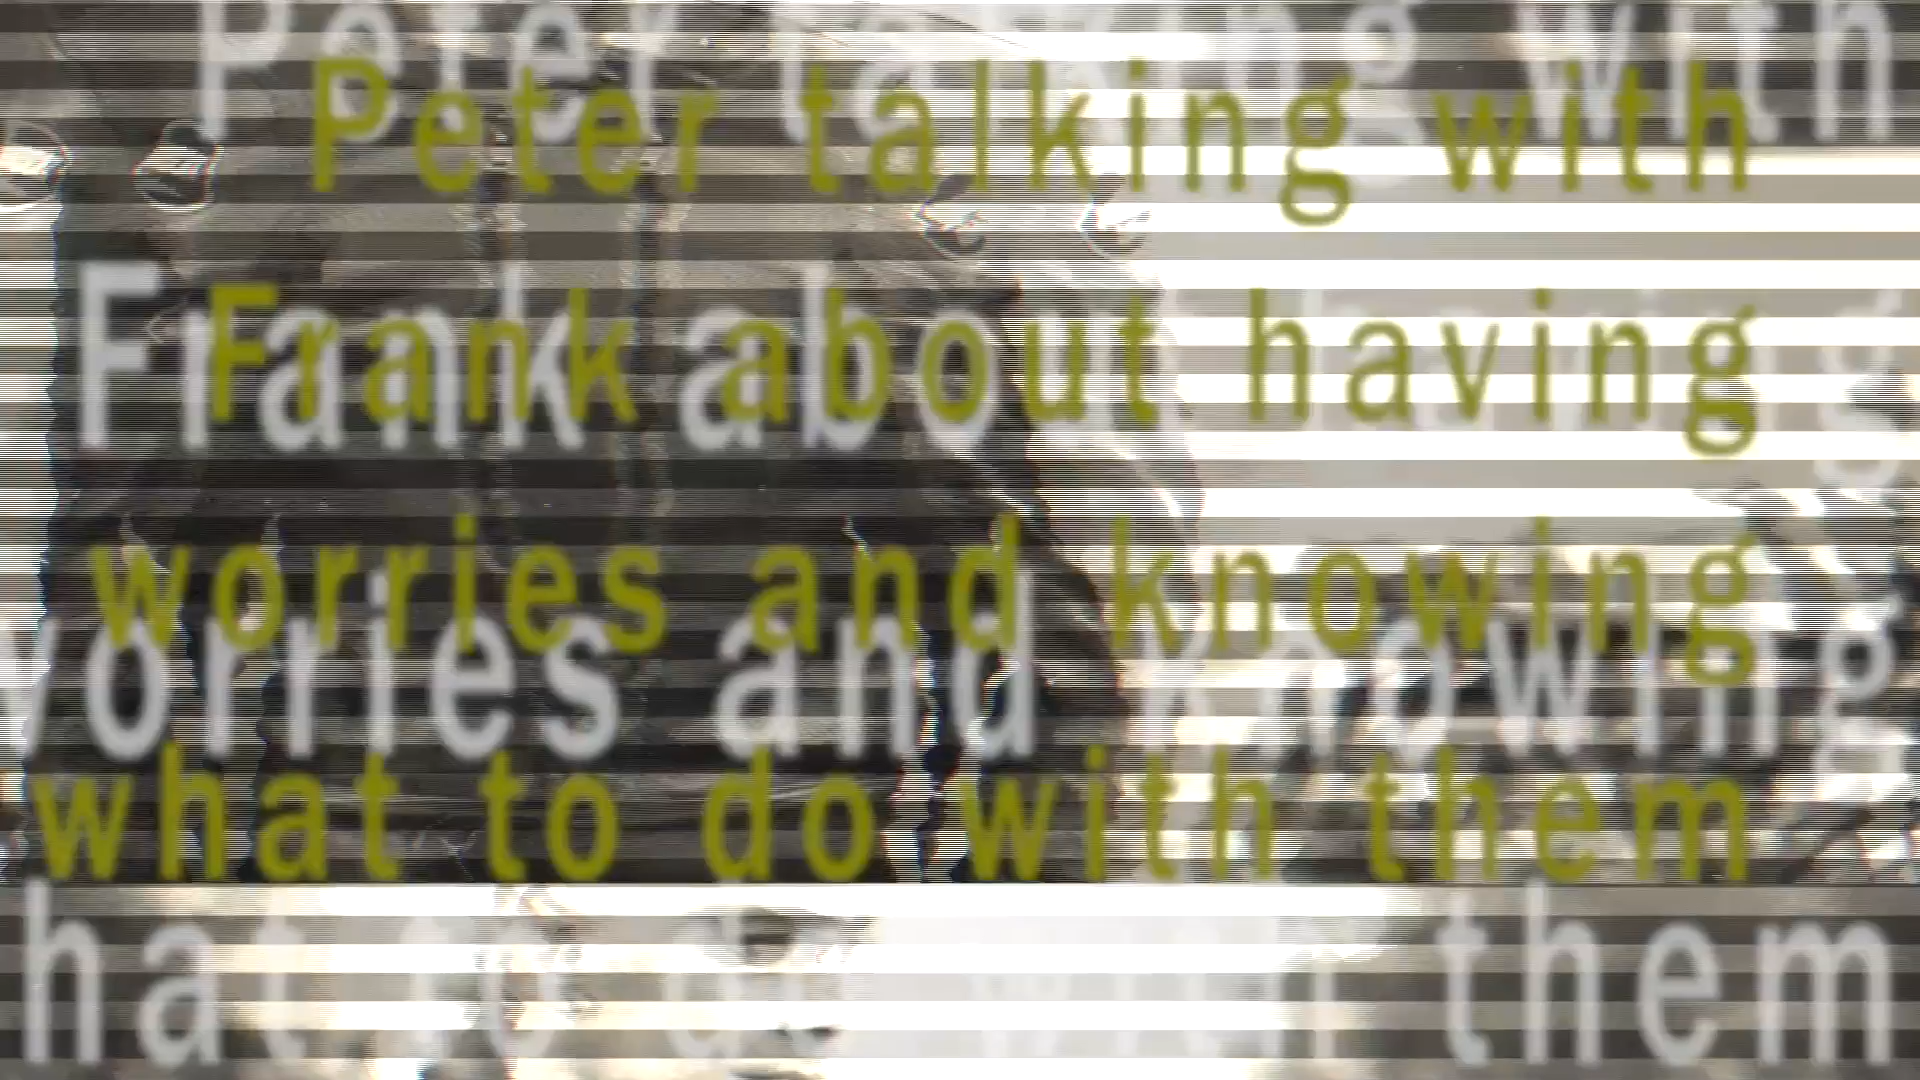 Peter talking with
Frank about having
worries and knowing
what to do with them